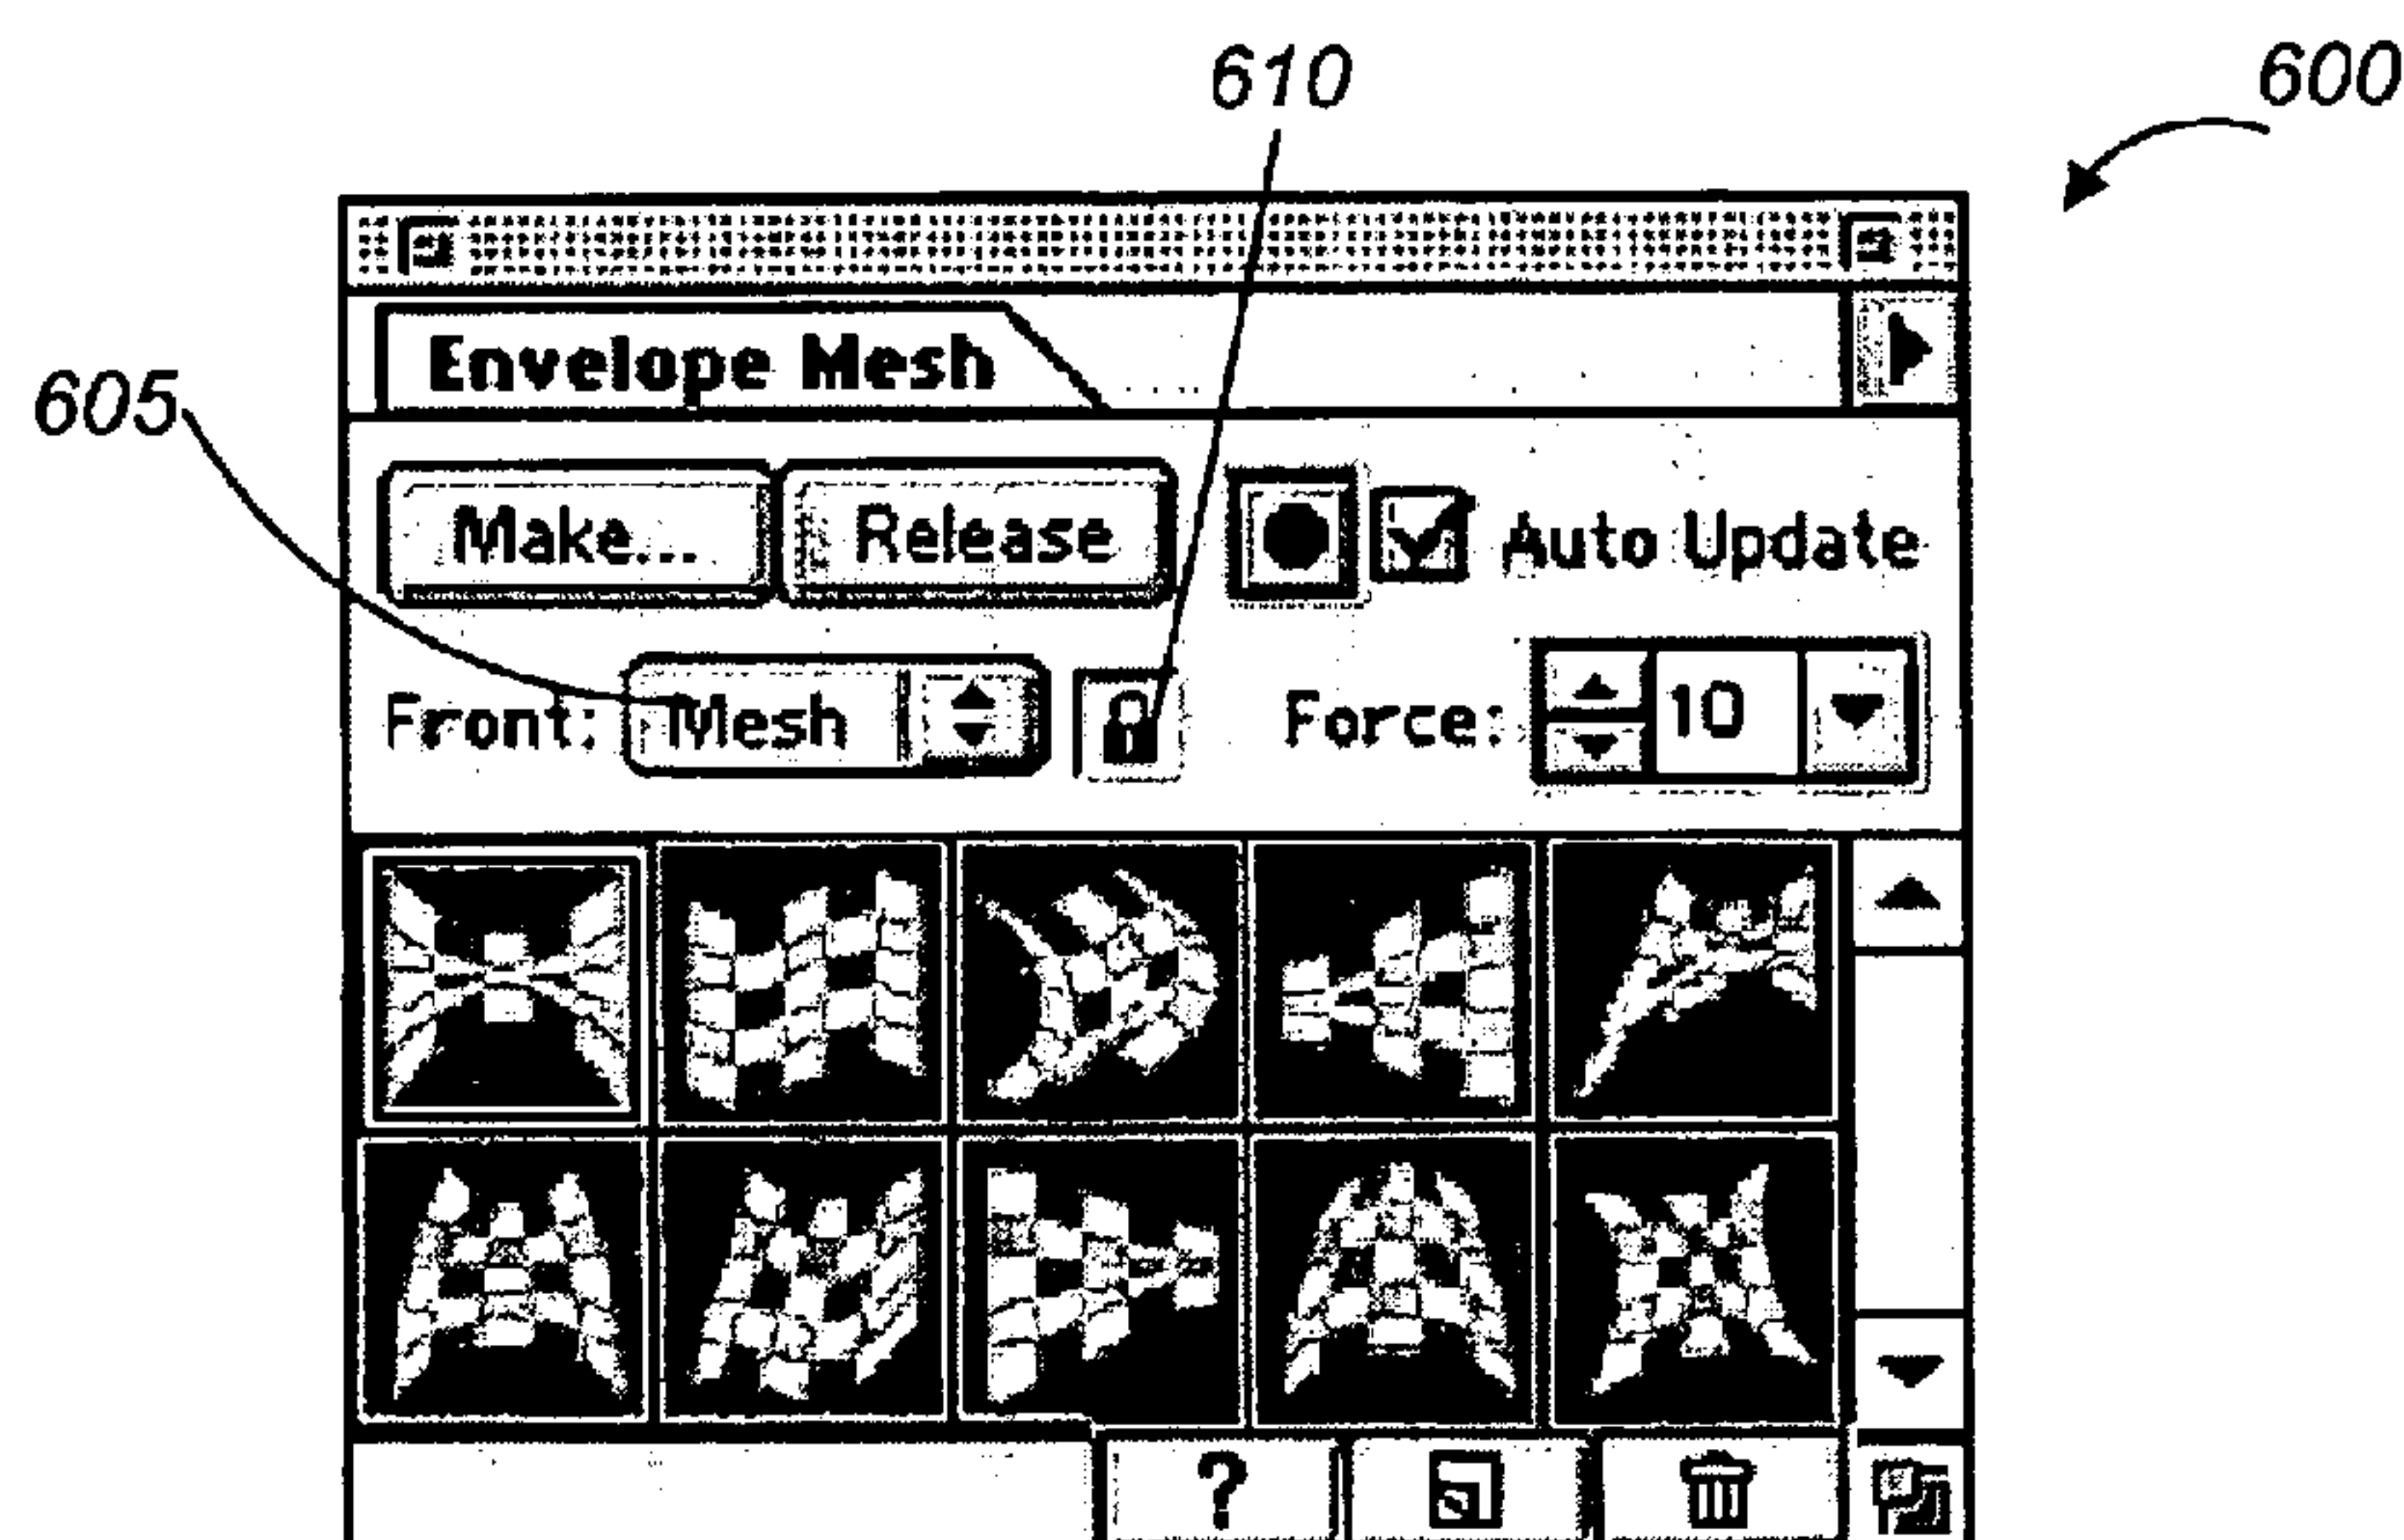 610
600
Envelope Mesh
605
Make... Release Auto Update
Front: Mesh Force: 10
?